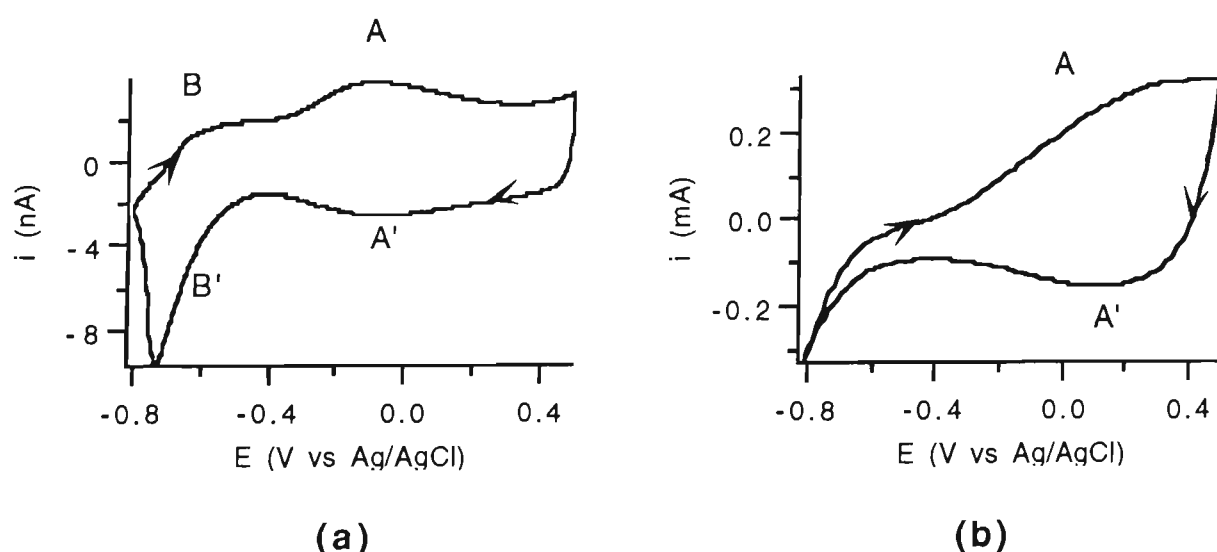 A
B
0
-4
-8
i (nA)
A'
B'
-0.8 -0.4 0.0 0.4
E (V vs Ag/AgCl)
(a)
A
0.2
0.0
-0.2
i (mA)
A'
-0.8 -0.4 0.0 0.4
E (V vs Ag/AgCl)
(b)